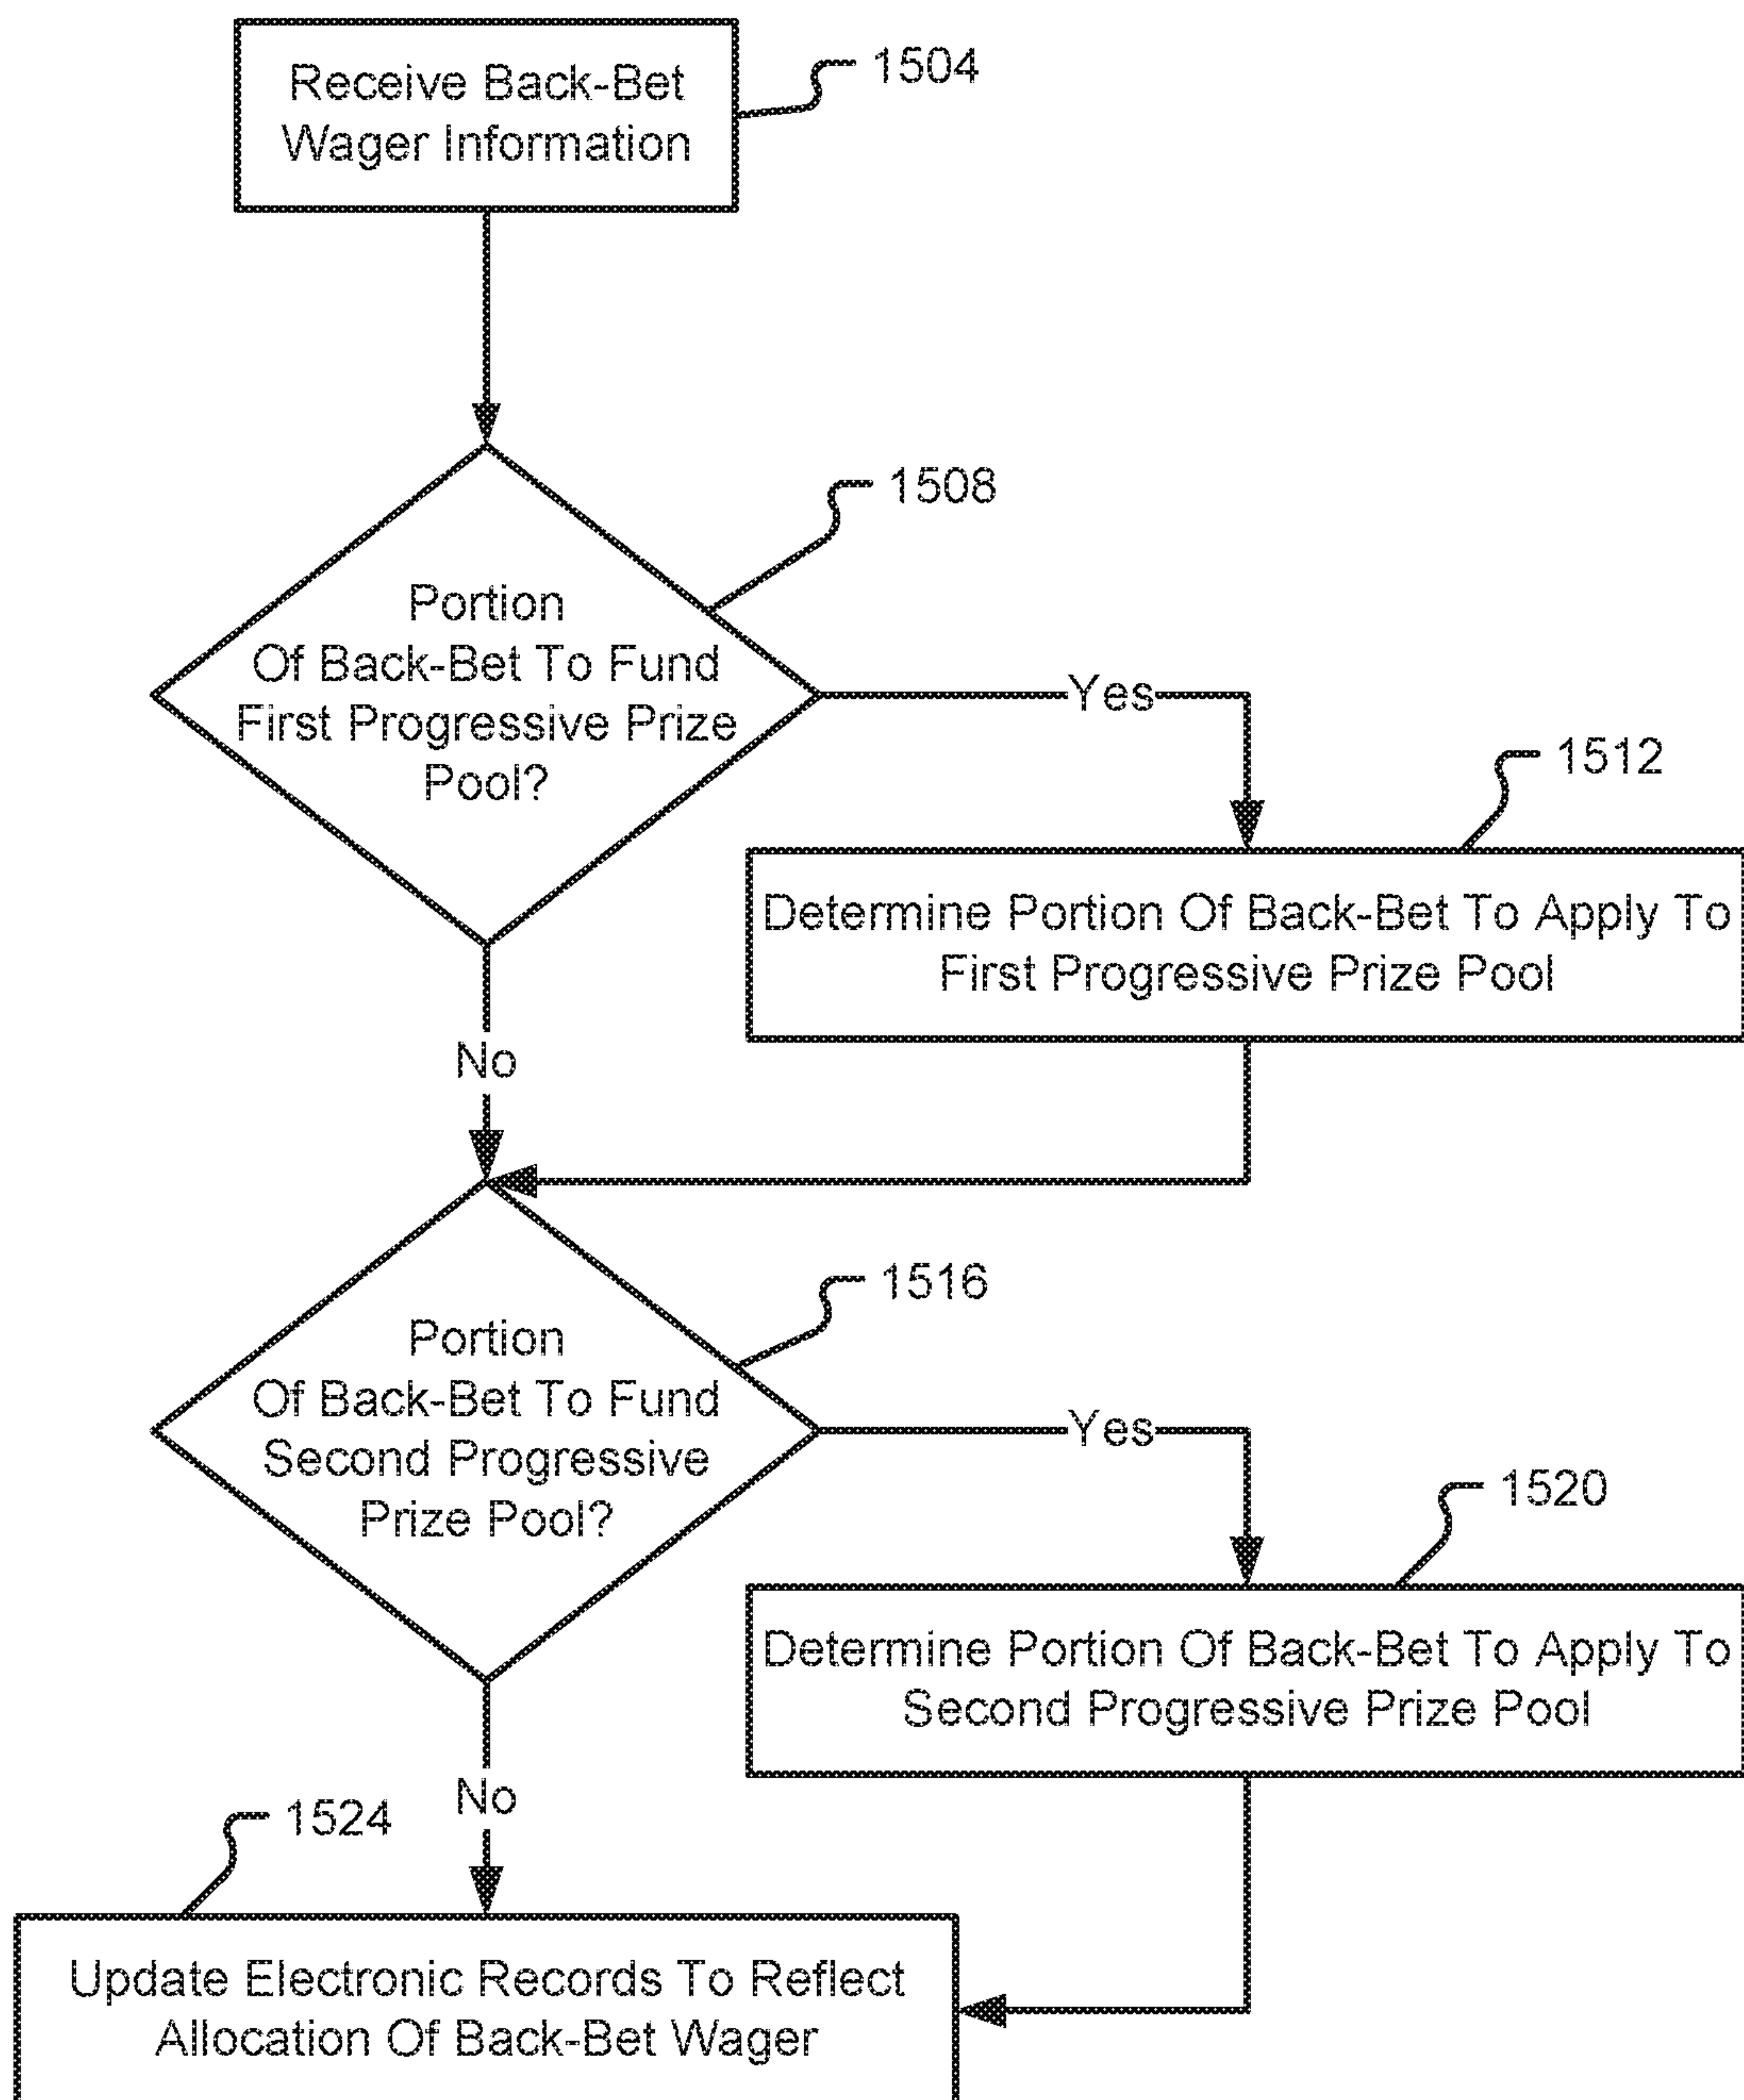 Receive Back-Bet
Wager Information
1504
1508
Portion
Of Back-Bet To Fund
First Progressive Prize
Pool?
Yes
1512
Determine Portion Of Back-Bet To Apply To
First Progressive Prize Pool
No
1516
Portion
Of Back-Bet To Fund
Second Progressive
Prize Pool?
Yes
1520
Determine Portion Of Back-Bet To Apply To
Second Progressive Prize Pool
No
1524
Update Electronic Records To Reflect
Allocation Of Back-Bet Wager